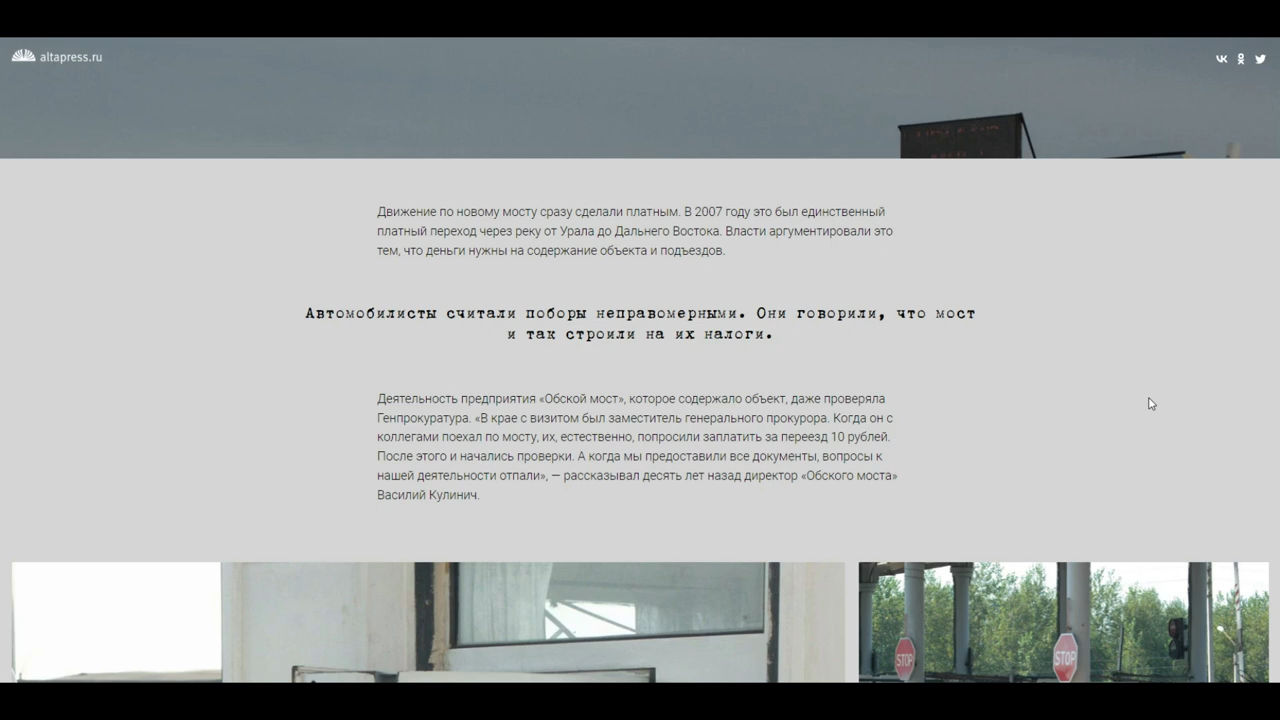 altapress.ru
Движение по новому мосту сразу сделали платным. В 2007 году это был единственный
платный переход через реку от Урала до Дальнего Востока. Власти аргументировали это
тем, что деньги нужны на содержание объекта и подъездов.
Автомобилисты считали поборы неправомерными. Они говорили, что мост
и так строили на их налоги.
Деятельность предприятия «Обской мост», которое содержало объект, даже проверяла
Генпрокуратура. «В крае с визитом был заместитель генерального прокурора. Когда он с
коллегами поехал по мосту, их, естественно, попросили заплатить за переезд 10 рублей.
После этого и начались проверки. А когда мы предоставили все документы, вопросы к
нашей деятельности отпали», — рассказывал десять лет назад директор «Обского моста»
Василий Кулинич.
STOP
STOP